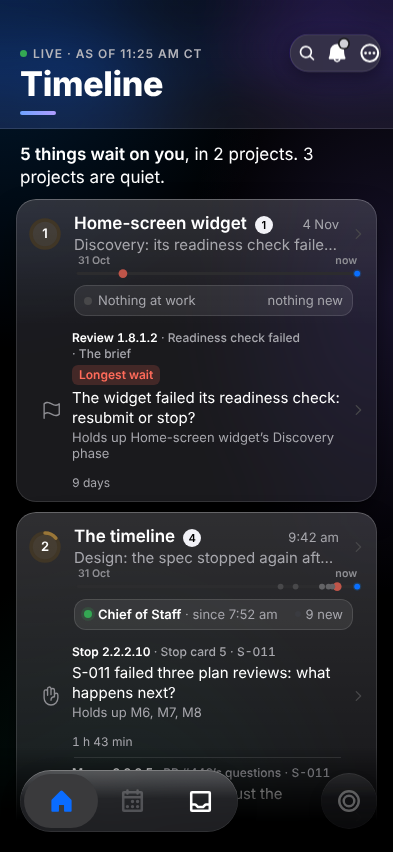 LIVE · AS OF 11:25 AM CT
Timeline
5 things wait on you, in 2 projects. 3
projects are quiet.
1
Home-screen widget 1 4 Nov
Discovery: its readiness check faile…
31 Oct now
Nothing at work nothing new
Review 1.8.1.2 · Readiness check failed
· The brief
Longest wait
The widget failed its readiness check:
resubmit or stop?
Holds up Home-screen widget’s Discovery
phase
9 days
2
The timeline 4 9:42 am
Design: the spec stopped again aft…
31 Oct now
Chief of Staff · since 7:52 am 9 new
Stop 2.2.2.10 · Stop card 5 · S-011
S-011 failed three plan reviews: what
happens next?
Holds up M6, M7, M8
1 h 43 min
questions · S-011
the